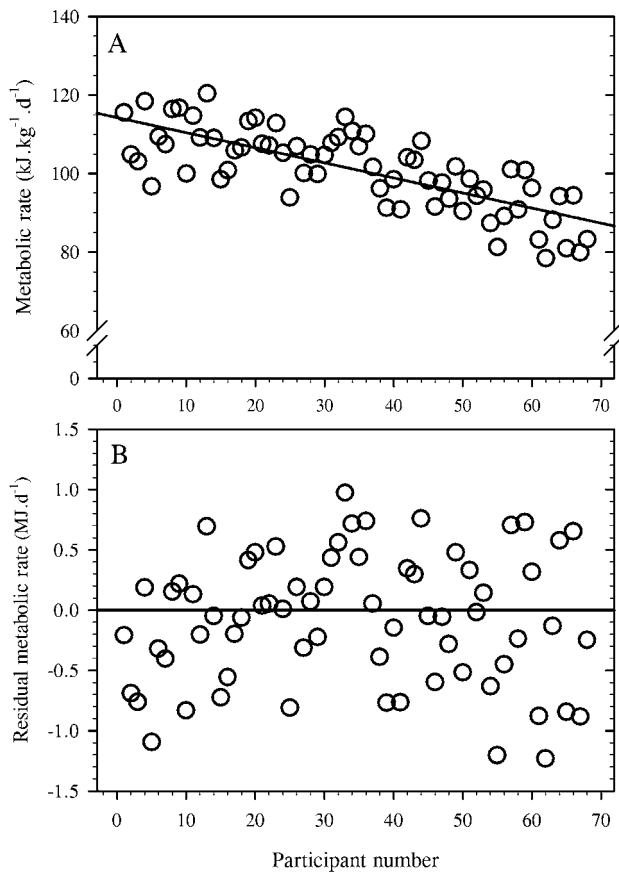 140
A
120
100
80
60
0
Metabolic rate (kJ.kg⁻¹.d⁻¹)
0 10 20 30 40 50 60 70
1.5
B
1.0
0.5
0.0
-0.5
-1.0
-1.5
Residual metabolic rate (MJ.d⁻¹)
0 10 20 30 40 50 60 70
Participant number